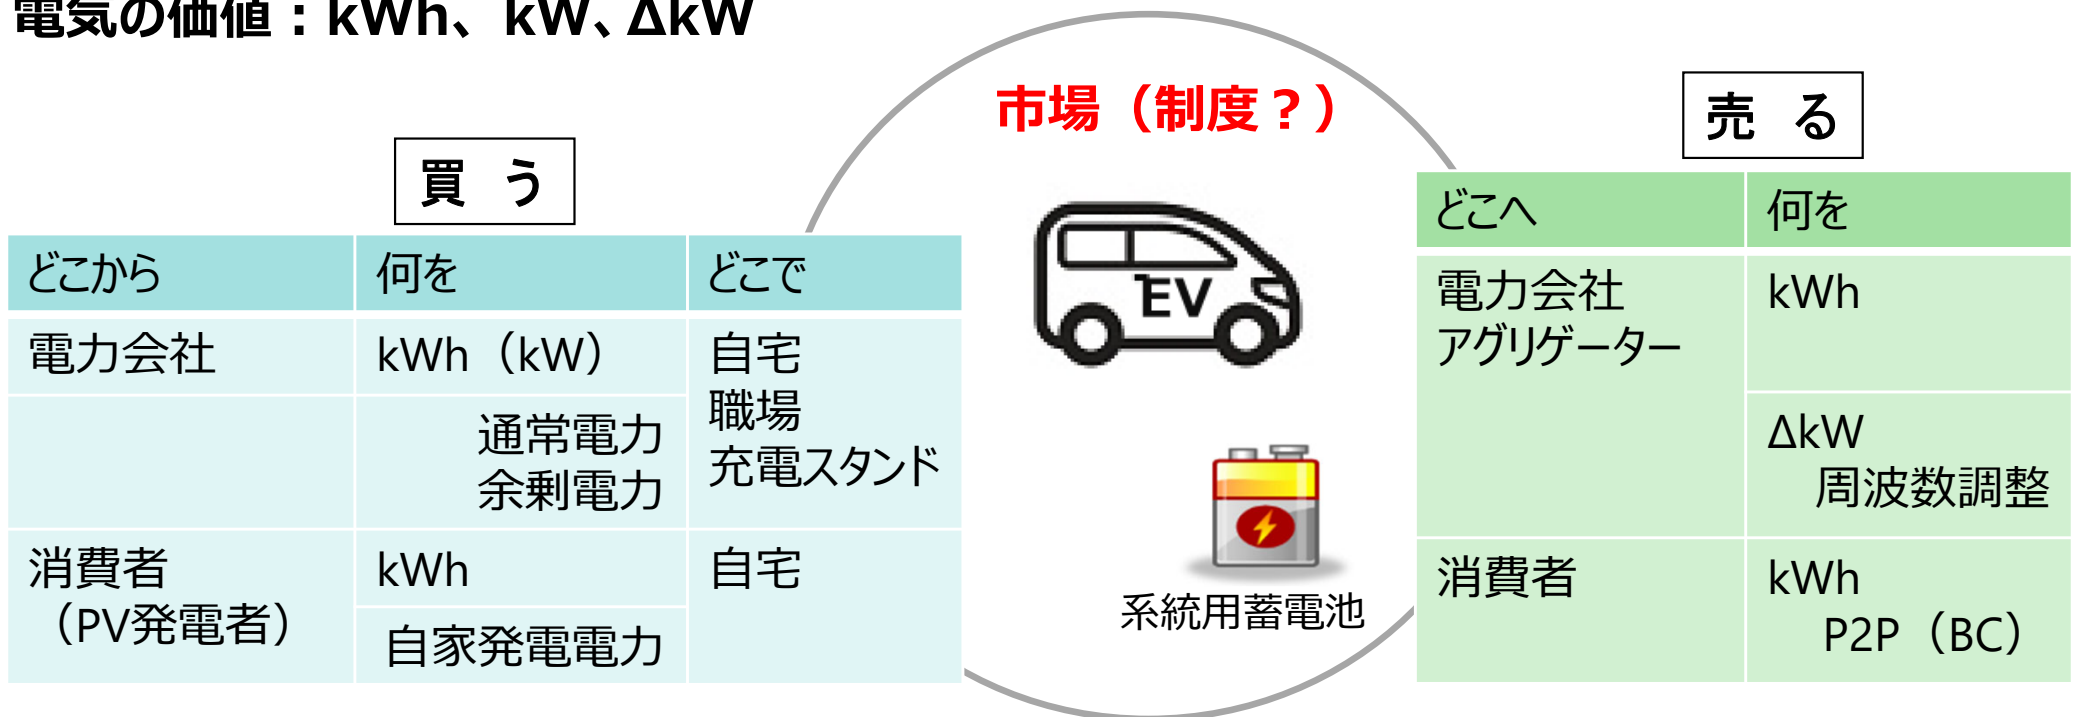 電気の価値：kWh、kW、ΔkW
市場（制度？）
買 う
どこから 何を どこで
電力会社 kWh（kW） 自宅
職場
充電スタンド
通常電力
余剰電力
消費者
（PV発電者） kWh 自宅
自家発電電力
EV
系統用蓄電池
売 る
どこへ 何を
電力会社
アグリゲーター kWh
ΔkW
周波数調整
消費者 kWh
P2P（BC）